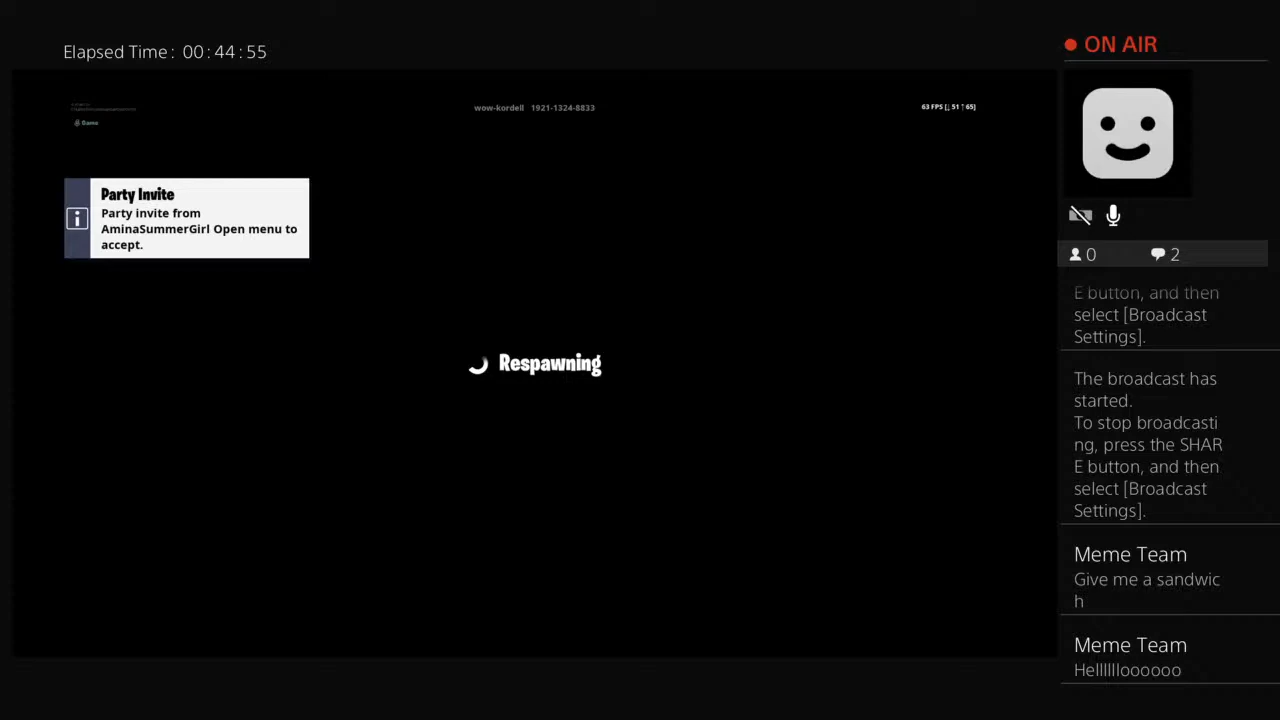 Elapsed Time: 00:44:55
ON AIR
wow-kordell 1921-1324-8833
63 FPS [↓ 51 ↑ 65]
Game
Party Invite
Party invite from
AminaSummerGirl Open menu to
accept.
Respawning
0
2
E button, and then
select [Broadcast
Settings].
The broadcast has
started.
To stop broadcasti
ng, press the SHAR
E button, and then
select [Broadcast
Settings].
Meme Team
Give me a sandwic
h
Meme Team
Helllllloooooo